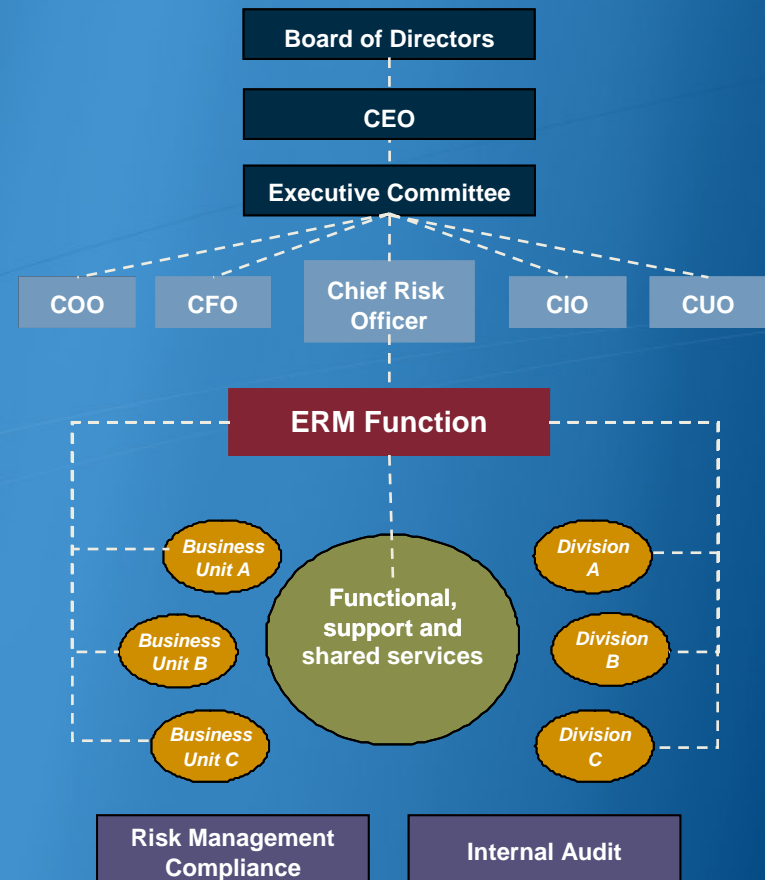 Board of Directors
CEO
Executive Committee
COO
CFO
Chief Risk
Officer
CIO
CUO
ERM Function
Business
Unit A
Division
A
Functional,
support and
shared services
Business
Unit B
Division
B
Business
Unit C
Division
C
Risk Management
Compliance
Internal Audit